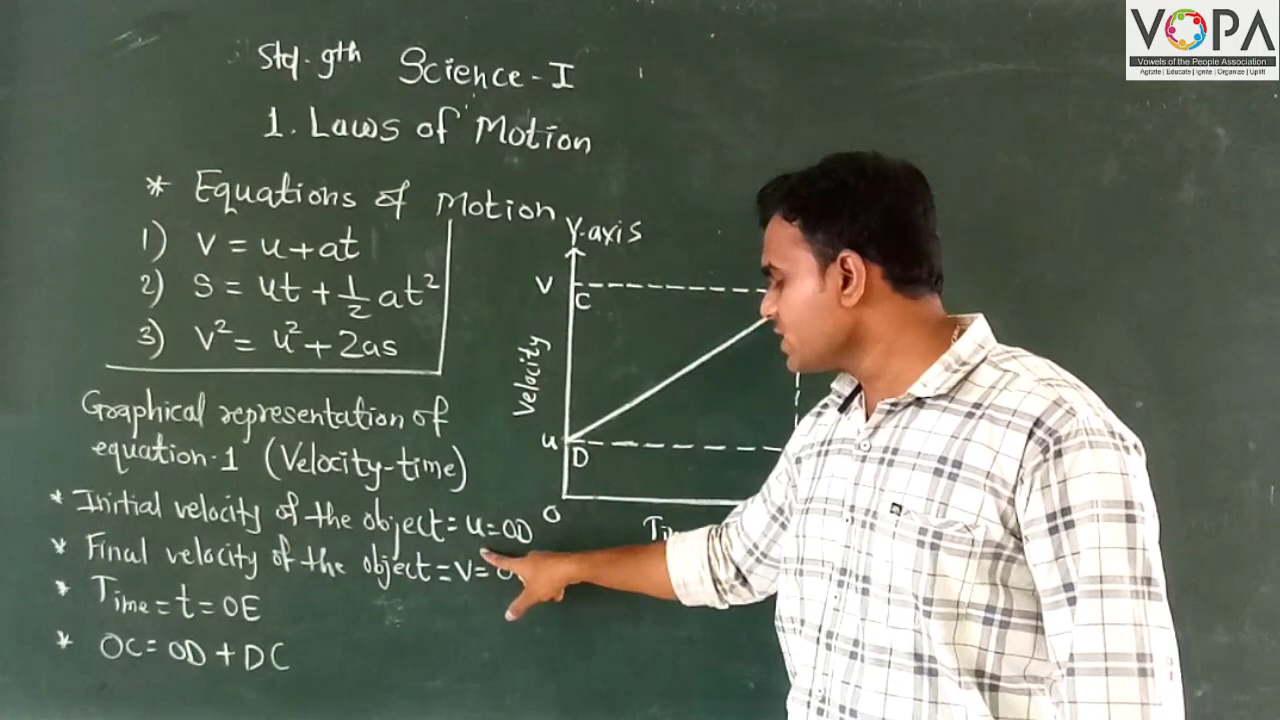 Std. 9th Science-I
1. Laws of Motion
* Equations of Motion
1) V = u + at
2) S = ut + 1/2 at²
3) V² = u² + 2as
Graphical representation of
equation.1 (Velocity-time)
* Initial velocity of the object = u = OD
* Final velocity of the object = V =
* Time = t = OE
* OC = OD + DC
Y-axis
V
C
Velocity
u
D
O
VOPA
Vowels of the People Association
Agitate | Educate | Ignite | Organize | Uplift